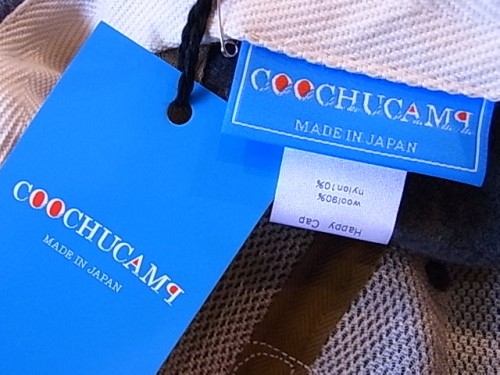 COOCHUCAMP
MADE IN JAPAN
COOCHUCAMP
MADE IN JAPAN
Happy Cap
wool90%
nylon10%